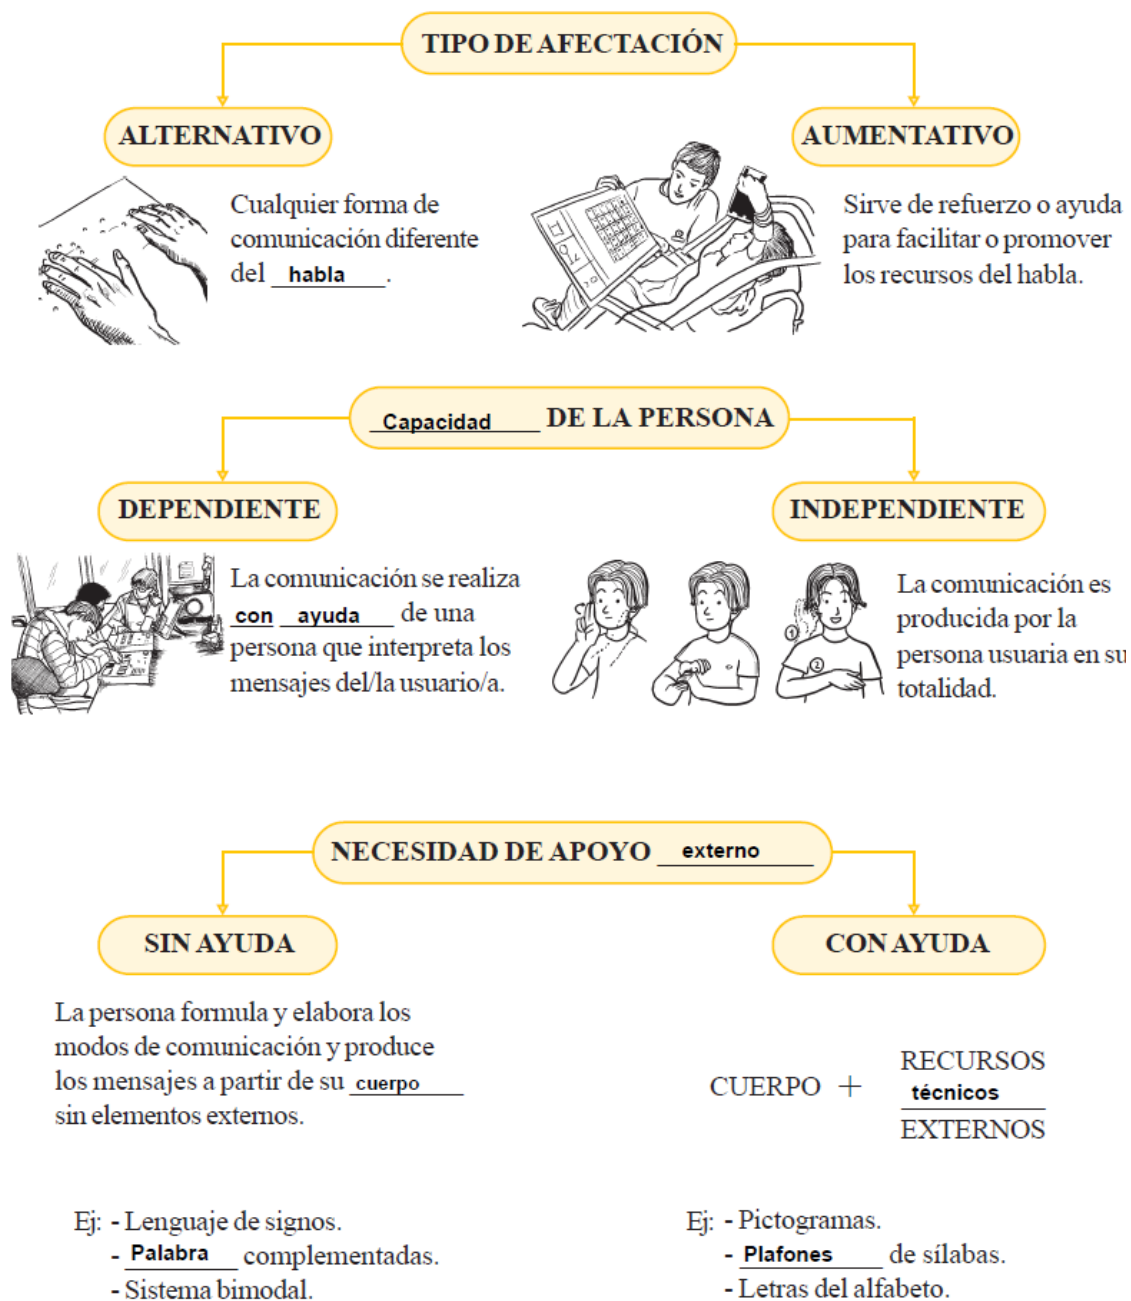 TIPO DE AFECTACIÓN
ALTERNATIVO
Cualquier forma de
comunicación diferente
del habla.
AUMENTATIVO
Sirve de refuerzo o ayuda
para facilitar o promover
los recursos del habla.
Capacidad DE LA PERSONA
DEPENDIENTE
La comunicación se realiza
con ayuda de una
persona que interpreta los
mensajes del/la usuario/a.
INDEPENDIENTE
1
2
La comunicación es
producida por la
persona usuaria en su
totalidad.
NECESIDAD DE APOYO externo
SIN AYUDA
La persona formula y elabora los
modos de comunicación y produce
los mensajes a partir de su cuerpo
sin elementos externos.
Ej: - Lenguaje de signos.
- Palabra complementadas.
- Sistema bimodal.
CON AYUDA
CUERPO +
RECURSOS
técnicos
EXTERNOS
Ej: - Pictogramas.
- Plafones de sílabas.
- Letras del alfabeto.